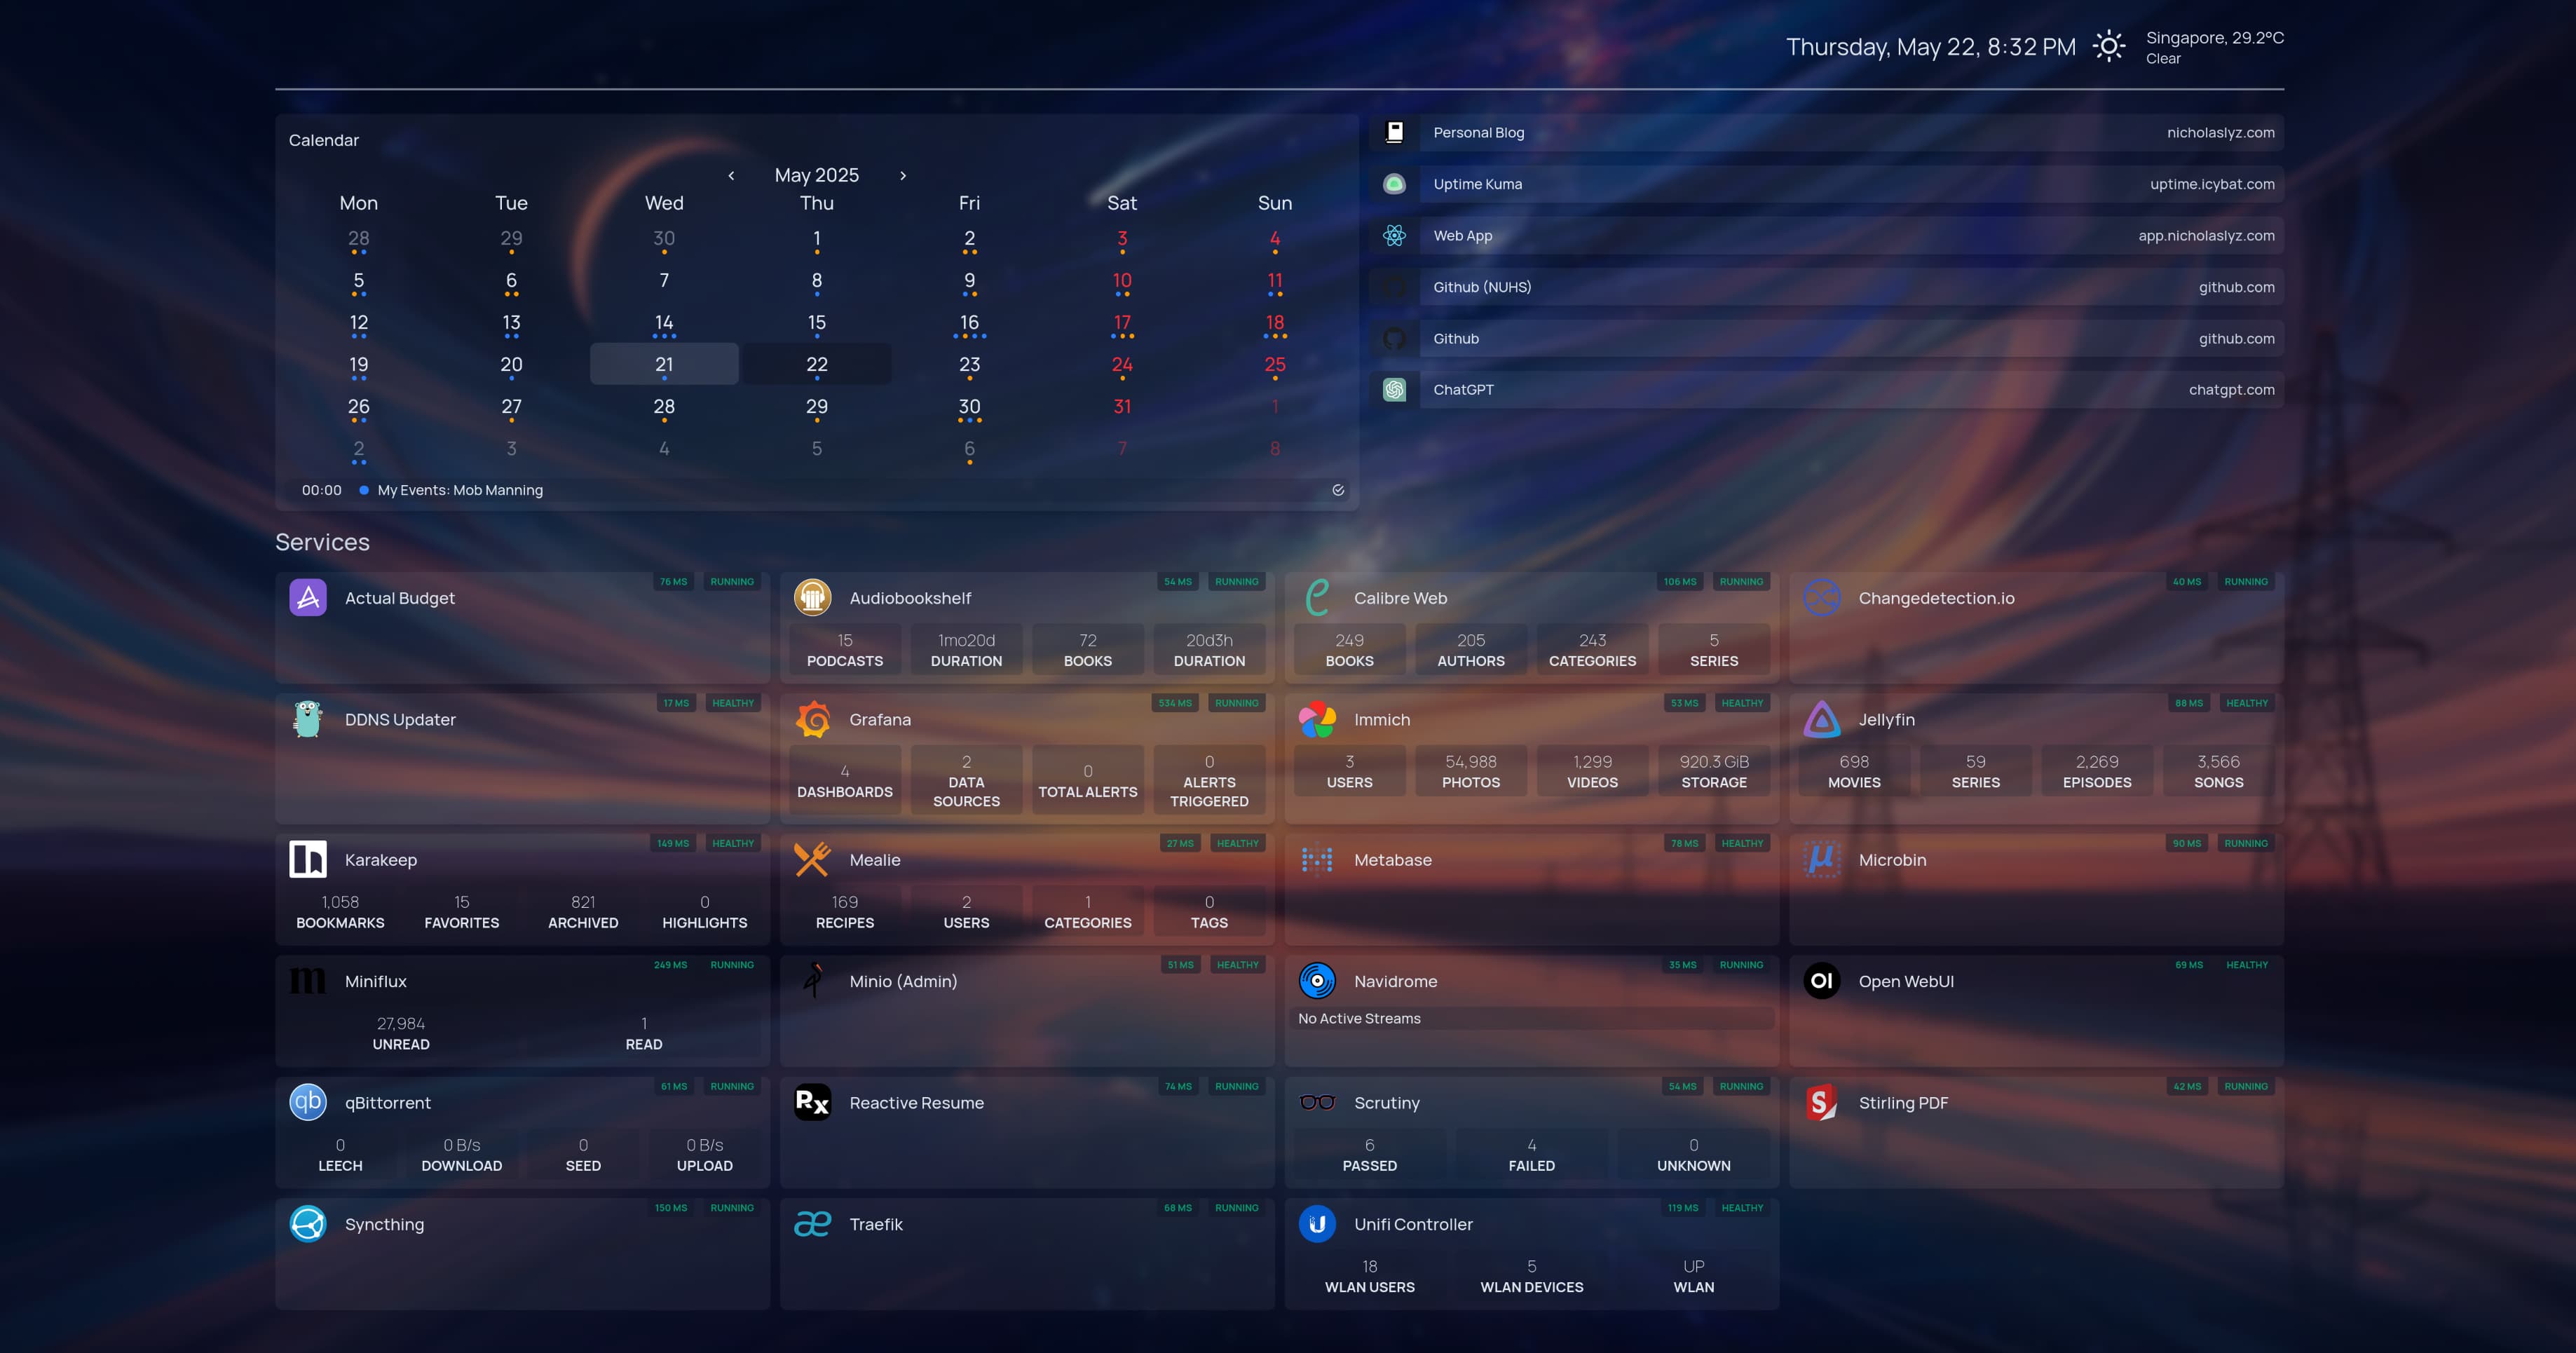 Thursday, May 22, 8:32 PM
Singapore, 29.2°C
Clear
Calendar
May 2025
Mon Tue Wed Thu Fri Sat Sun
28 29 30 1 2 3 4
5 6 7 8 9 10 11
12 13 14 15 16 17 18
19 20 21 22 23 24 25
26 27 28 29 30 31 1
2 3 4 5 6 7 8
00:00 My Events: Mob Manning
Personal Blog nicholaslyz.com
Uptime Kuma uptime.icybat.com
Web App app.nicholaslyz.com
Github (NUHS) github.com
Github github.com
ChatGPT chatgpt.com
Services
Actual Budget 76 MS RUNNING
Audiobookshelf 54 MS RUNNING
15 1mo20d 72 20d3h
PODCASTS DURATION BOOKS DURATION
Calibre Web 106 MS RUNNING
249 205 243 5
BOOKS AUTHORS CATEGORIES SERIES
Changedetection.io 40 MS RUNNING
DDNS Updater 17 MS HEALTHY
Grafana 534 MS RUNNING
4 2 0 0
DASHBOARDS DATA SOURCES TOTAL ALERTS ALERTS TRIGGERED
Immich 53 MS HEALTHY
3 54,988 1,299 920.3 GiB
USERS PHOTOS VIDEOS STORAGE
Jellyfin 88 MS HEALTHY
698 59 2,269 3,566
MOVIES SERIES EPISODES SONGS
Karakeep 149 MS HEALTHY
1,058 15 821 0
BOOKMARKS FAVORITES ARCHIVED HIGHLIGHTS
Mealie 27 MS HEALTHY
169 2 1 0
RECIPES USERS CATEGORIES TAGS
Metabase 78 MS HEALTHY
μ Microbin 90 MS RUNNING
m Miniflux 249 MS RUNNING
27,984 1
UNREAD READ
Minio (Admin) 51 MS HEALTHY
Navidrome 35 MS RUNNING
No Active Streams
OI Open WebUI 69 MS HEALTHY
qb qBittorrent 61 MS RUNNING
0 0 B/s 0 0 B/s
LEECH DOWNLOAD SEED UPLOAD
Rx Reactive Resume 74 MS RUNNING
Scrutiny 54 MS RUNNING
6 4 0
PASSED FAILED UNKNOWN
S Stirling PDF 42 MS RUNNING
Syncthing 150 MS RUNNING
Traefik 68 MS RUNNING
U Unifi Controller 119 MS HEALTHY
18 5 UP
WLAN USERS WLAN DEVICES WLAN